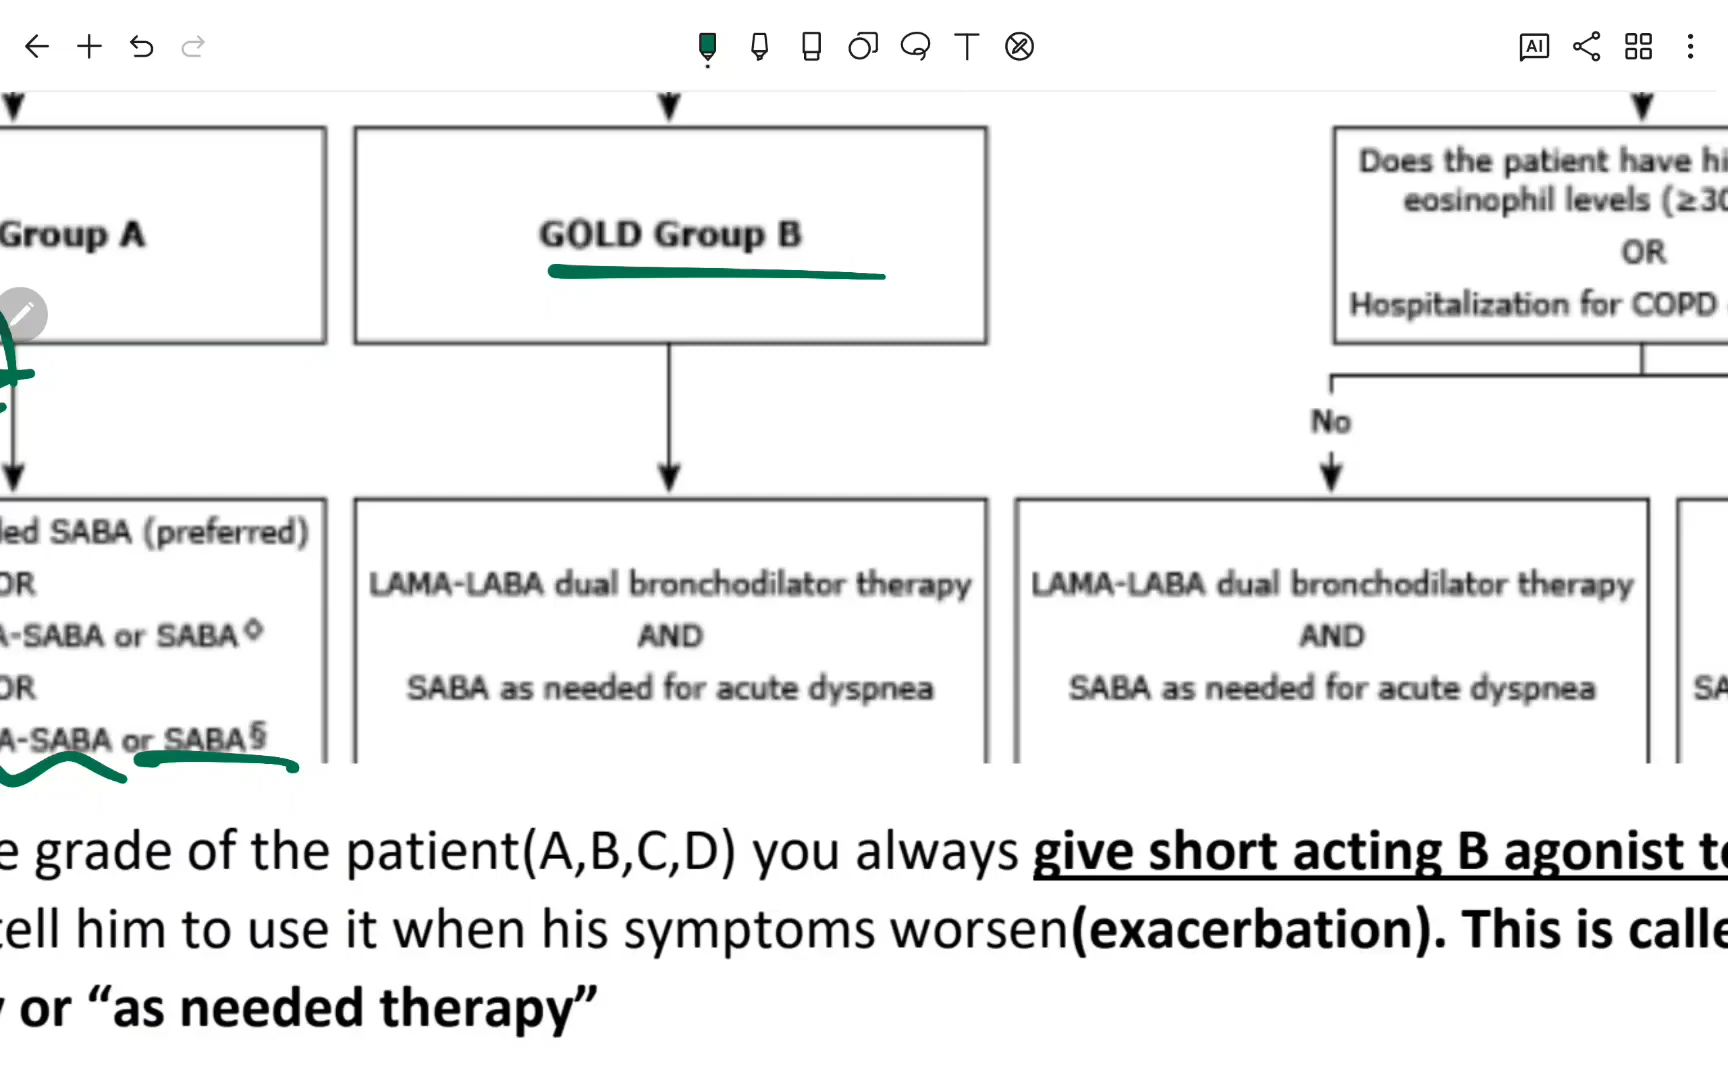 AI
T
Group A
GOLD Group B
Does the patient have
eosinophil levels (≥30
OR
Hospitalization for COPD
No
SABA (preferred)
OR
A-SABA or SABA◊
OR
A-SABA or SABA§
LAMA-LABA dual bronchodilator therapy
AND
SABA as needed for acute dyspnea
LAMA-LABA dual bronchodilator therapy
AND
SABA as needed for acute dyspnea
SA
e grade of the patient(A,B,C,D) you always give short acting B agonist
tell him to use it when his symptoms worsen(exacerbation). This is calle
or “as needed therapy”